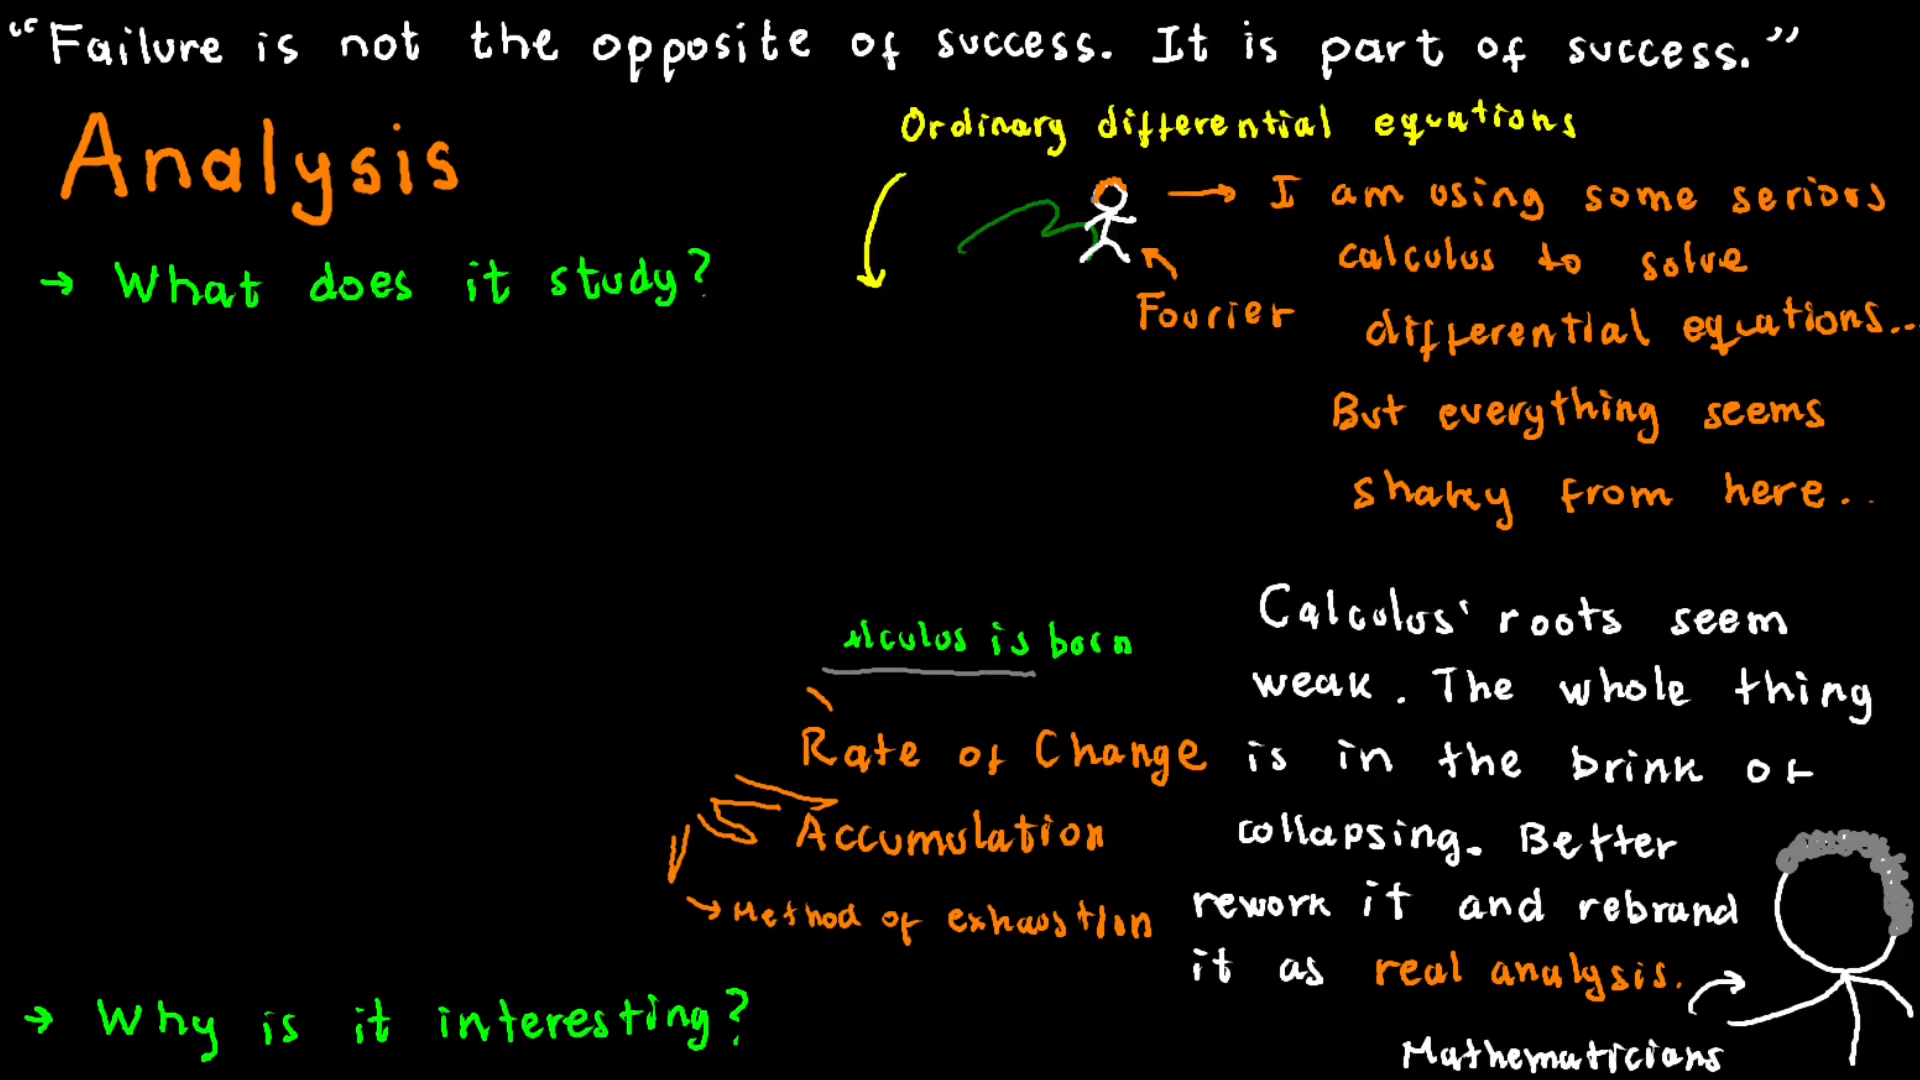 “Failure is not the opposite of success. It is part of success.”
Analysis
→ What does it study?
Ordinary differential equations
→ I am using some seriors
calculus to solve
differential equations...
But everything seems
shaky from here..
Fourier
is born
Rate of Change
Accumulation
→ Method of exhaustion
Calculus' roots seem
weak. The whole thing
is in the brink of
collapsing. Better
rework it and rebrand
it as real analysis.
Mathematicians
→ Why is it interesting?